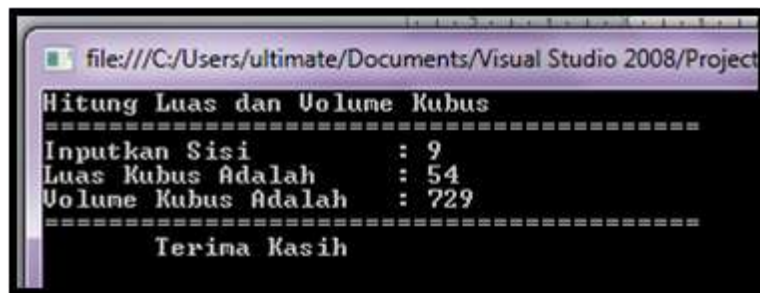 file:///C:/Users/ultimate/Documents/Visual Studio 2008/Project
Hitung Luas dan Volume Kubus
========================================
Inputkan Sisi : 9
Luas Kubus Adalah : 54
Volume Kubus Adalah : 729
========================================
Terima Kasih